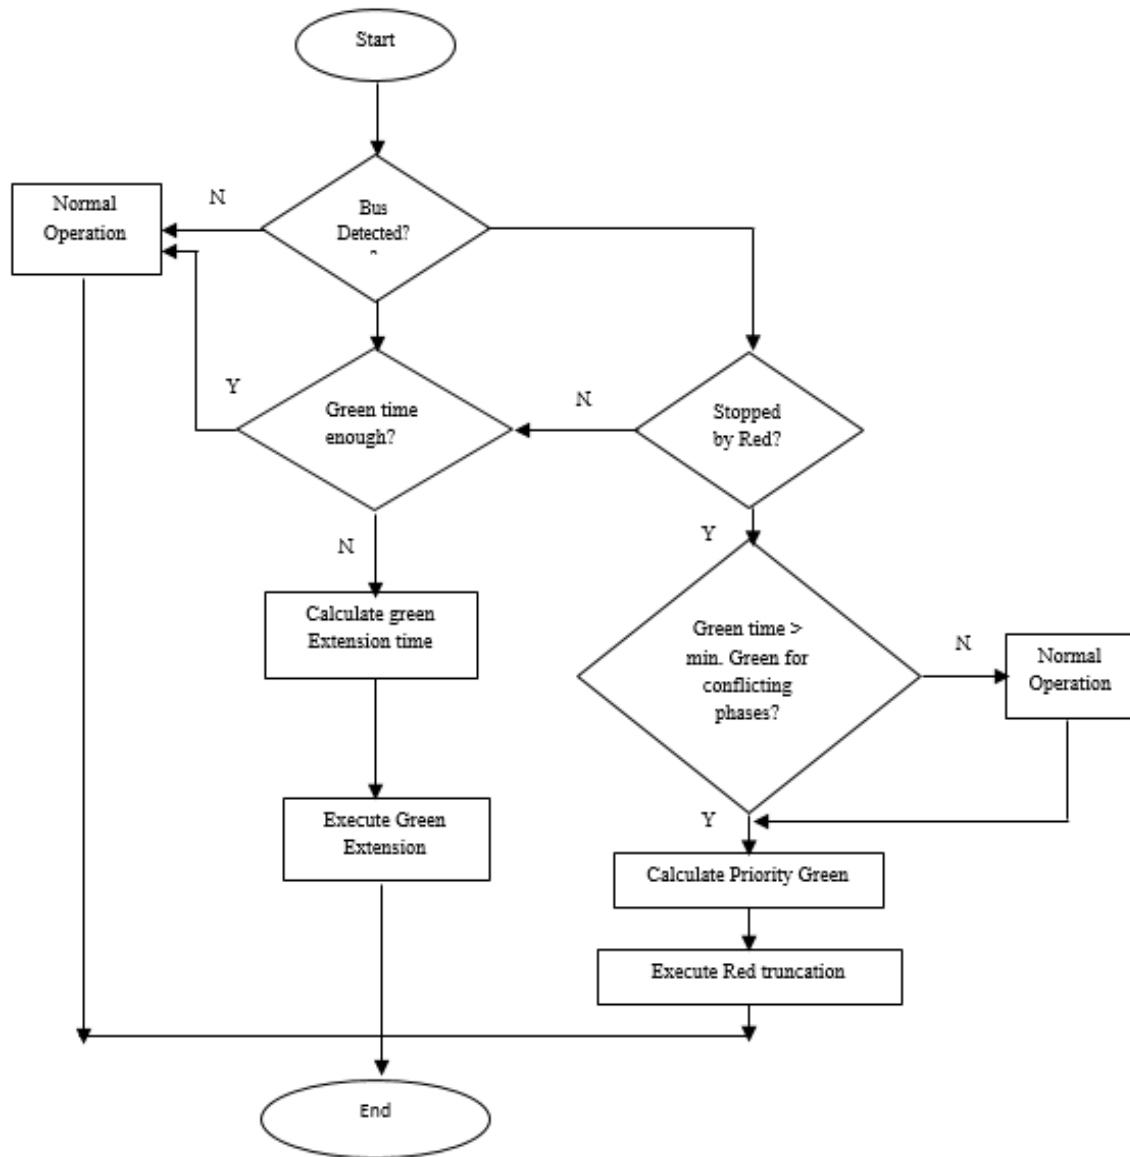 Start
Bus
Detected?
N
Normal
Operation
Green time
enough?
Y
N
Stopped
by Red?
N
Y
Calculate green
Extension time
Green time >
min. Green for
conflicting
phases?
N
Normal
Operation
Y
Execute Green
Extension
Calculate Priority Green
Execute Red truncation
End